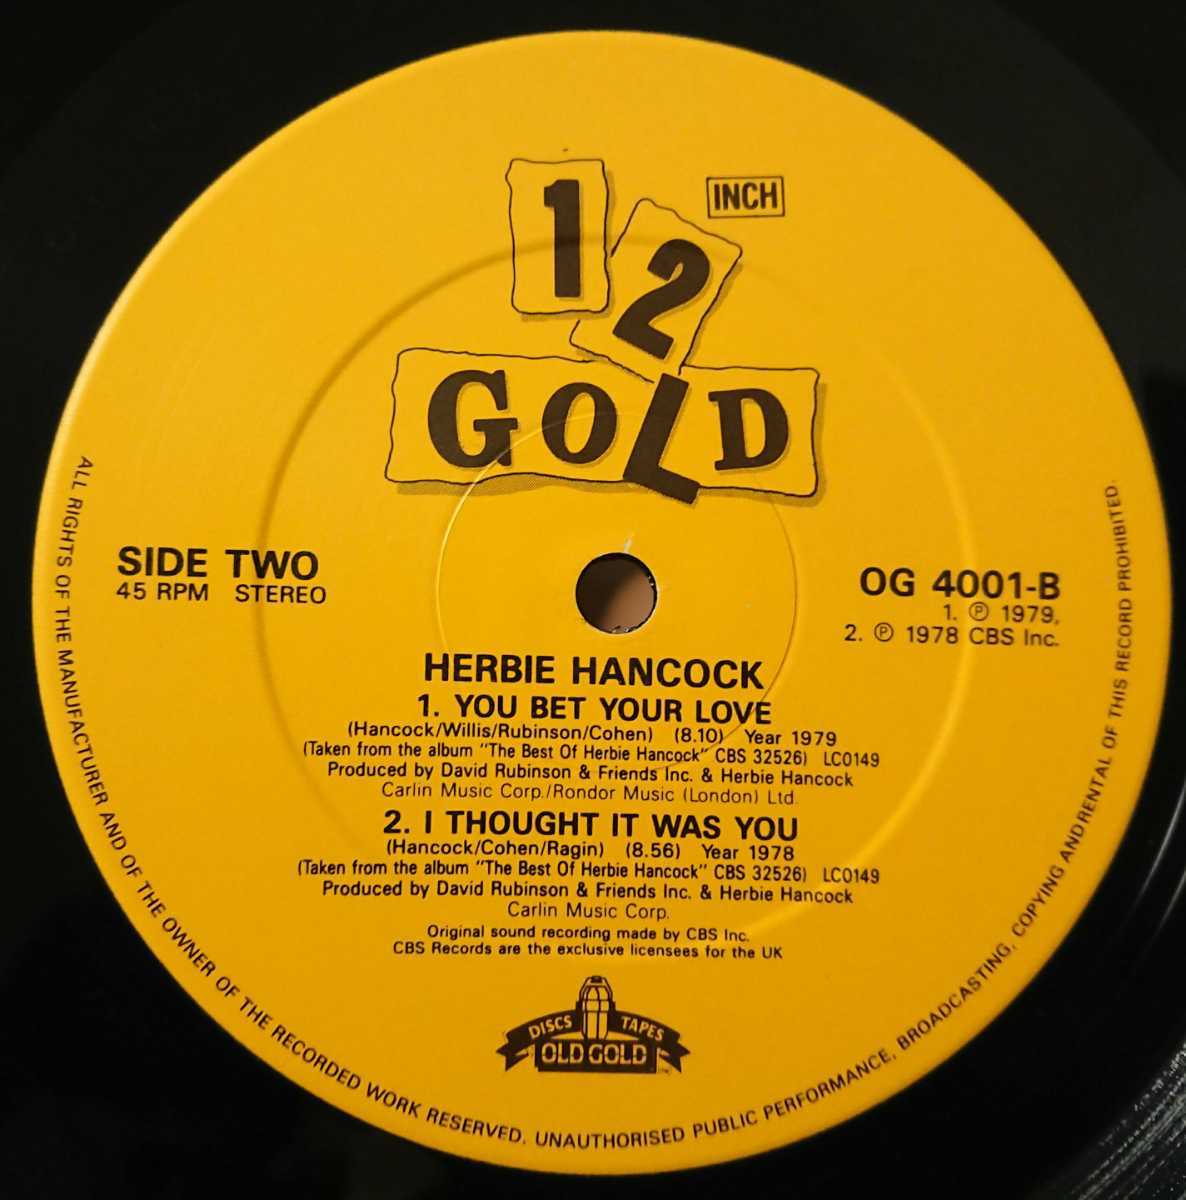 12
INCH
GOLD
SIDE TWO
45 RPM STEREO
OG 4001-B
1. ℗ 1979,
2. ℗ 1978 CBS Inc.
HERBIE HANCOCK
1. YOU BET YOUR LOVE
(Hancock/Willis/Rubinson/Cohen) (8.10) Year 1979
(Taken from the album "The Best Of Herbie Hancock" CBS 32526) LC0149
Produced by David Rubinson & Friends Inc. & Herbie Hancock
Carlin Music Corp./Rondor Music (London) Ltd.
2. I THOUGHT IT WAS YOU
(Hancock/Cohen/Ragin) (8.56) Year 1978
(Taken from the album "The Best Of Herbie Hancock" CBS 32526) LC0149
Produced by David Rubinson & Friends Inc. & Herbie Hancock
Carlin Music Corp.
Original sound recording made by CBS Inc.
CBS Records are the exclusive licensees for the UK
DISCS TAPES
OLD GOLD
ALL RIGHTS OF THE MANUFACTURER AND OF THE OWNER OF THE RECORDED WORK RESERVED. UNAUTHORISED PUBLIC PERFORMANCE, BROADCASTING, COPYING ANDRENTAL OF THIS RECORD PROHIBITED.